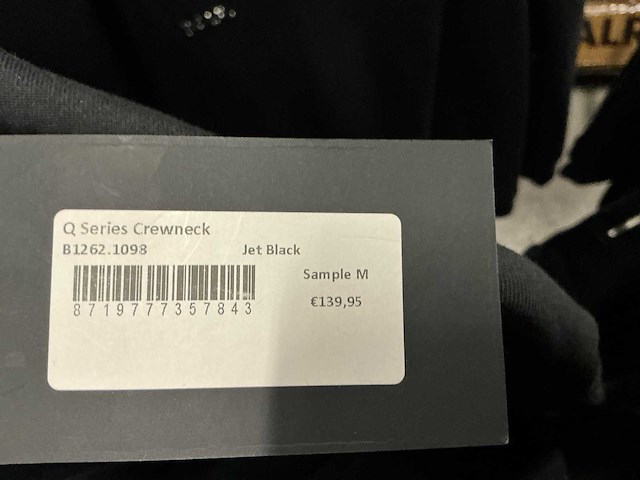 Q Series Crewneck
B1262.1098 Jet Black
Sample M
8719777357843
€139,95